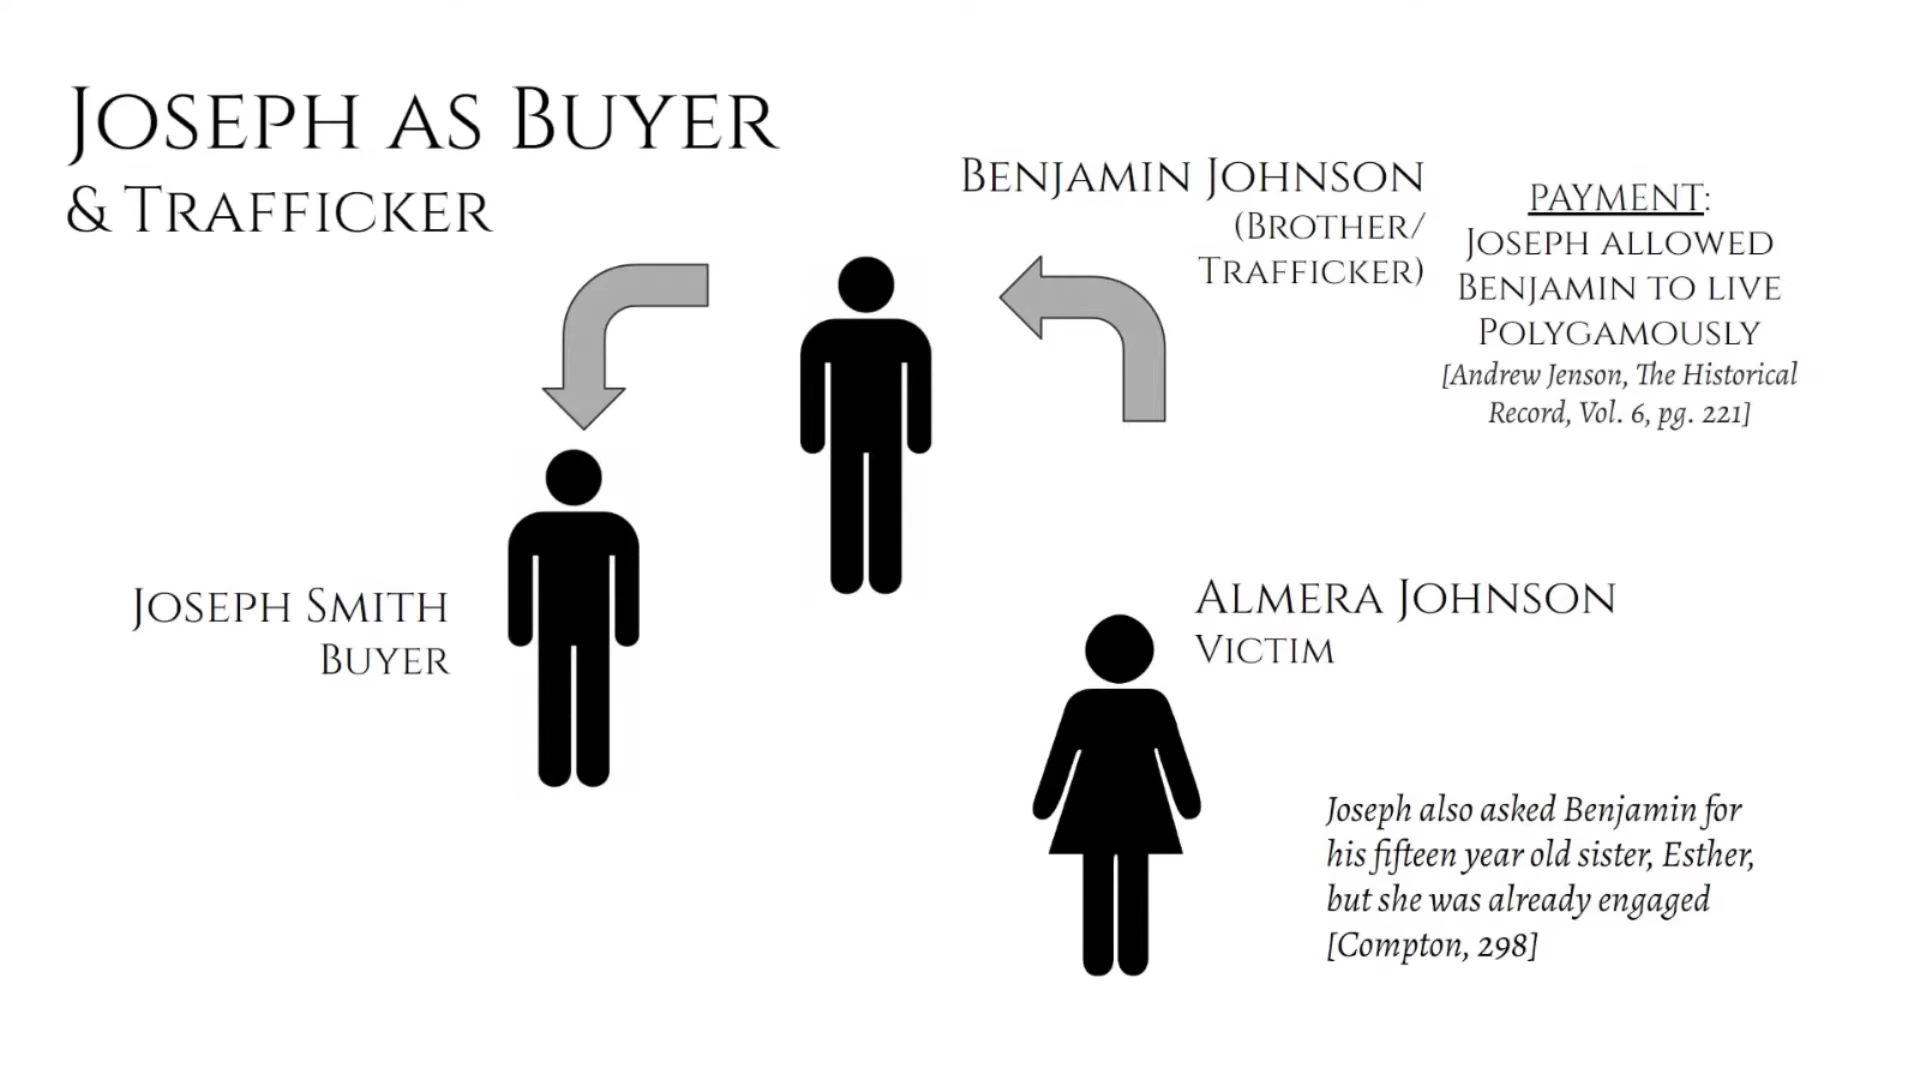 Joseph as Buyer
& Trafficker
Benjamin Johnson
(Brother/
Trafficker)
Payment:
Joseph allowed
Benjamin to live
Polygamously
[Andrew Jenson, The Historical
Record, Vol. 6, pg. 221]
Joseph Smith
Buyer
Almera Johnson
Victim
Joseph also asked Benjamin for
his fifteen year old sister, Esther,
but she was already engaged
[Compton, 298]